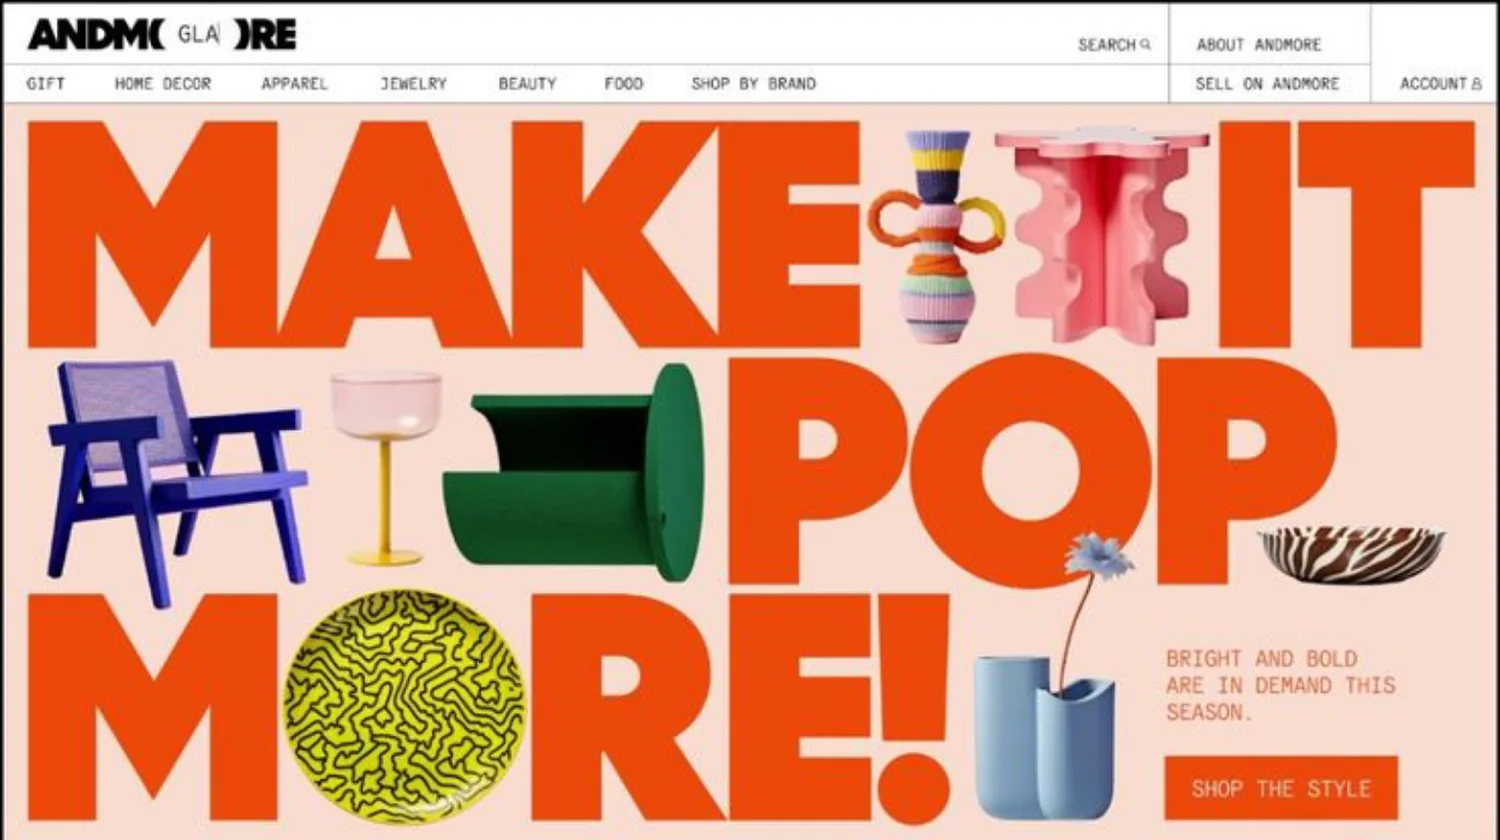 ANDM( GLA )RE
SEARCH
ABOUT ANDMORE
GIFT HOME DECOR APPAREL JEWELRY BEAUTY FOOD SHOP BY BRAND
SELL ON ANDMORE
ACCOUNT
MAKE IT
POP
MORE!
BRIGHT AND BOLD
ARE IN DEMAND THIS
SEASON.
SHOP THE STYLE